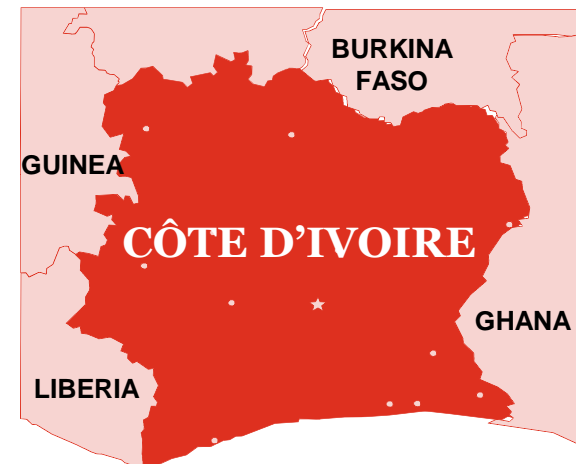 BURKINA
FASO
GUINEA
CÔTE D’IVOIRE
GHANA
LIBERIA